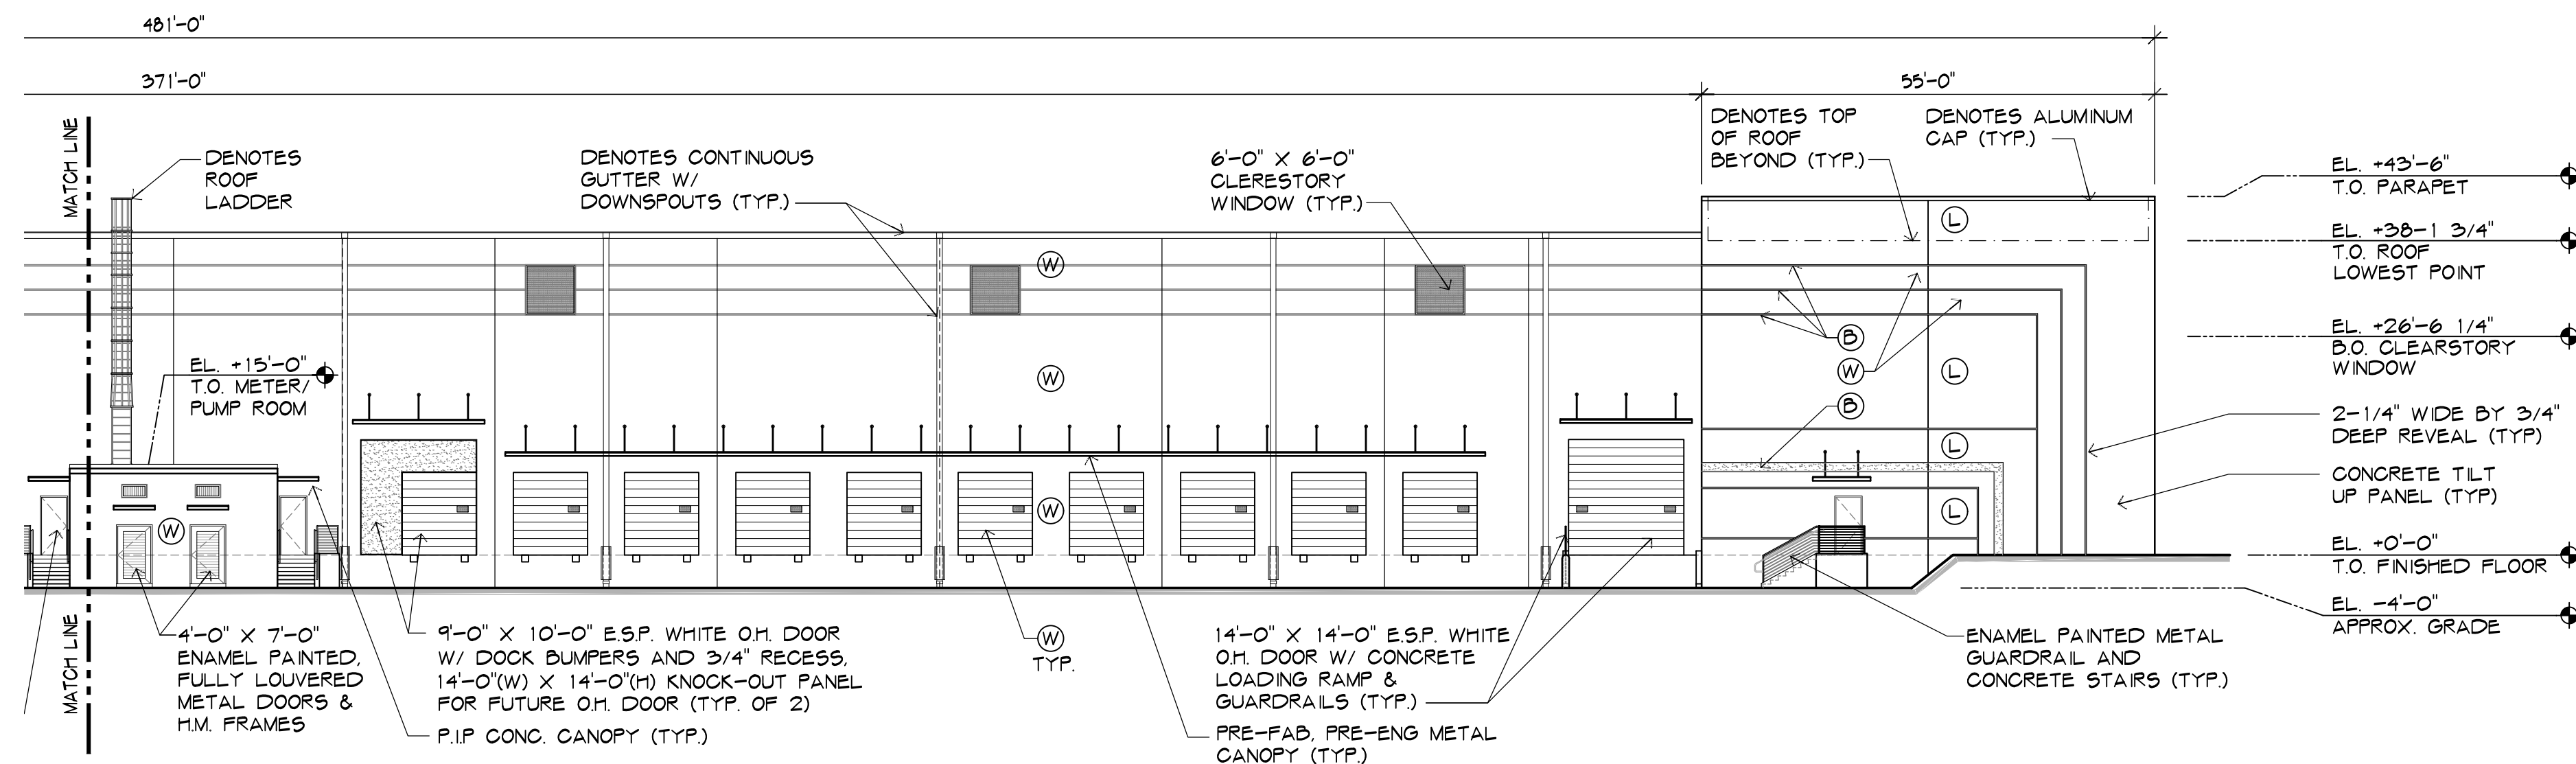 481'-0"
371'-0"
55'-0"
MATCH LINE
DENOTES
ROOF
LADDER
DENOTES CONTINUOUS
GUTTER W/
DOWNSPOUTS (TYP.)
6'-0" X 6'-0"
CLERESTORY
WINDOW (TYP.)
DENOTES TOP
OF ROOF
BEYOND (TYP.)
DENOTES ALUMINUM
CAP (TYP.)
EL. +43'-6"
T.O. PARAPET
EL. +38-1 3/4"
T.O. ROOF
LOWEST POINT
EL. +26'-6 1/4"
B.O. CLEARSTORY
WINDOW
2-1/4" WIDE BY 3/4"
DEEP REVEAL (TYP)
CONCRETE TILT
UP PANEL (TYP)
EL. +0'-0"
T.O. FINISHED FLOOR
EL. -4'-0"
APPROX. GRADE
EL. +15'-0"
T.O. METER/
PUMP ROOM
W
W
W
W
L
L
L
L
B
W
B
MATCH LINE
4'-0" X 7'-0"
ENAMEL PAINTED,
FULLY LOUVERED
METAL DOORS &
H.M. FRAMES
9'-0" X 10'-0" E.S.P. WHITE O.H. DOOR
W/ DOCK BUMPERS AND 3/4" RECESS,
14'-0"(W) X 14'-0"(H) KNOCK-OUT PANEL
FOR FUTURE O.H. DOOR (TYP. OF 2)
P.I.P CONC. CANOPY (TYP.)
W
TYP.
14'-0" X 14'-0" E.S.P. WHITE
O.H. DOOR W/ CONCRETE
LOADING RAMP &
GUARDRAILS (TYP.)
PRE-FAB, PRE-ENG METAL
CANOPY (TYP.)
ENAMEL PAINTED METAL
GUARDRAIL AND
CONCRETE STAIRS (TYP.)